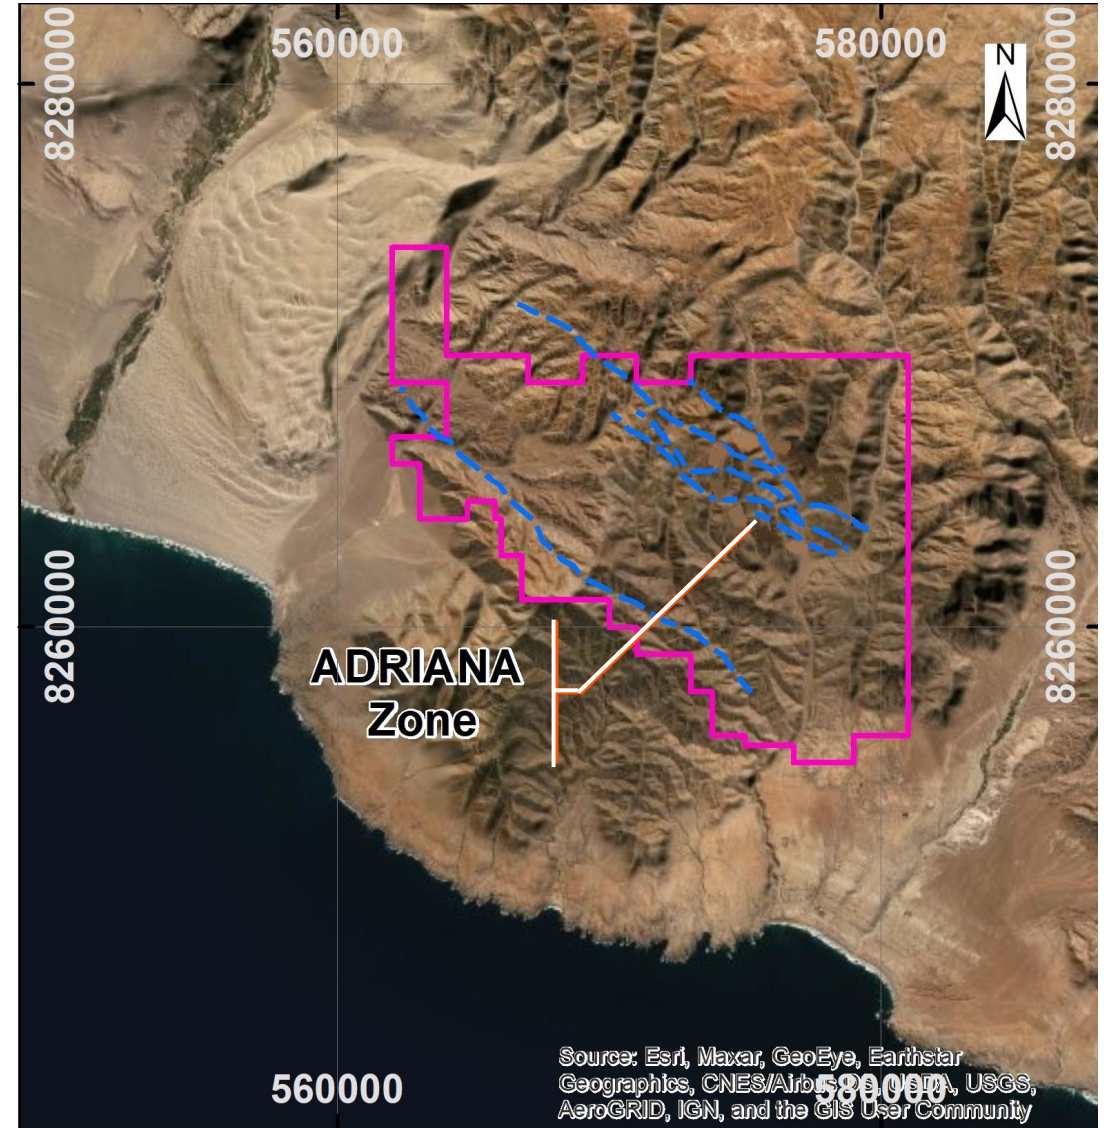 560000
580000
N
8280000
8280000
8260000
8260000
ADRIANA
Zone
Source: Esri, Maxar, GeoEye, Earthstar
Geographics, CNES/Airbus DS, USDA, USGS,
AeroGRID, IGN, and the GIS User Community
560000
580000